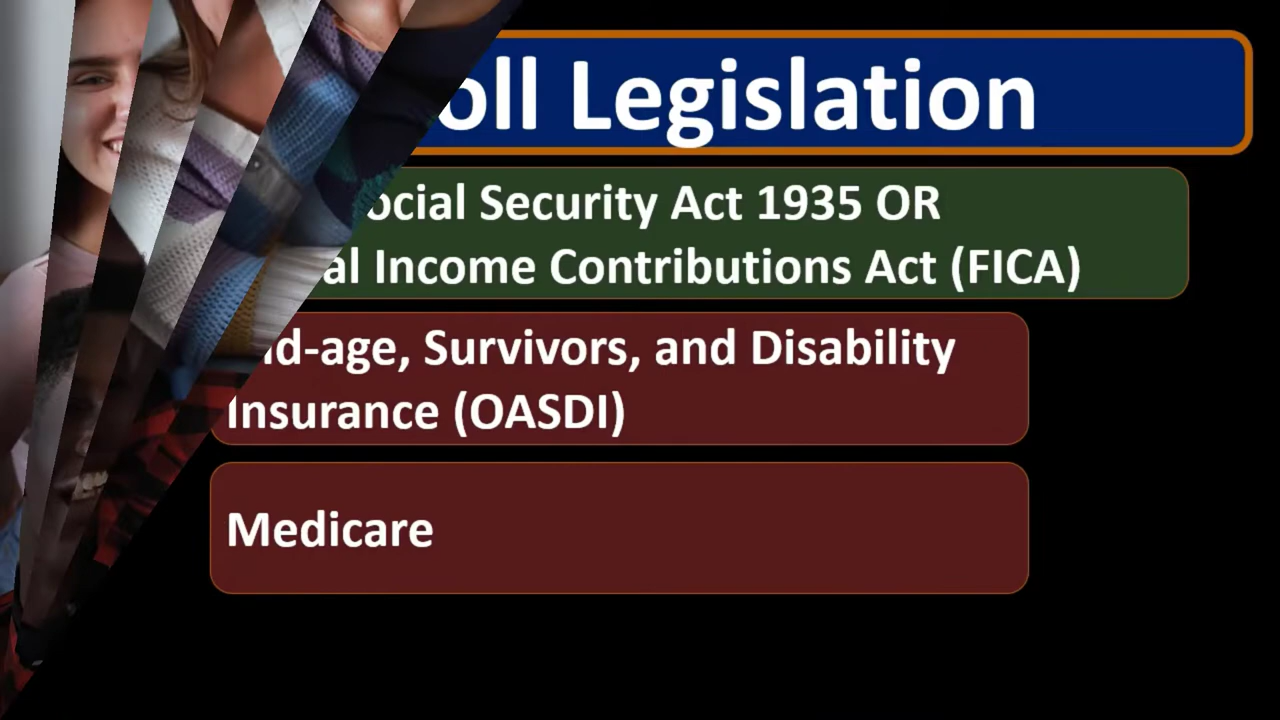 oll Legislation
ocial Security Act 1935 OR
al Income Contributions Act (FICA)
ld-age, Survivors, and Disability
Insurance (OASDI)
Medicare